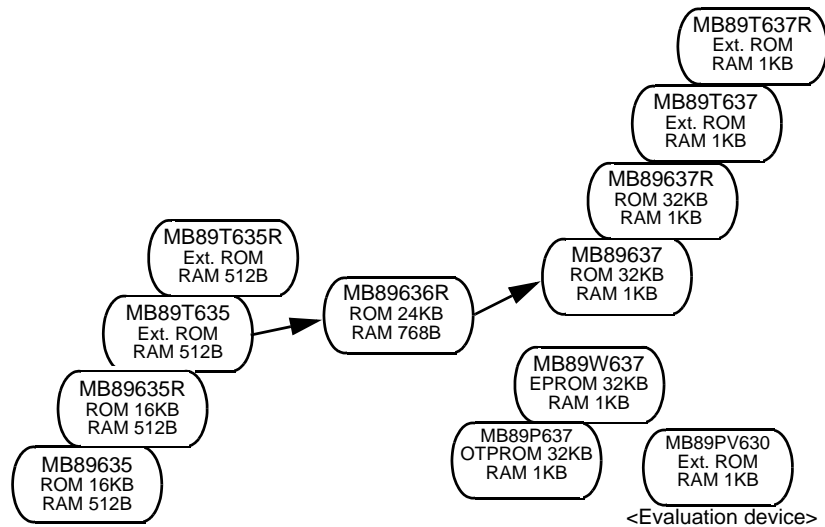 MB89T637R
Ext. ROM
RAM 1KB
MB89T637
Ext. ROM
RAM 1KB
MB89637R
ROM 32KB
RAM 1KB
MB89637
ROM 32KB
RAM 1KB
MB89T635R
Ext. ROM
RAM 512B
MB89T635
Ext. ROM
RAM 512B
MB89635R
ROM 16KB
RAM 512B
MB89635
ROM 16KB
RAM 512B
MB89636R
ROM 24KB
RAM 768B
MB89W637
EPROM 32KB
RAM 1KB
MB89P637
OTPROM 32KB
RAM 1KB
MB89PV630
Ext. ROM
RAM 1KB
<Evaluation device>